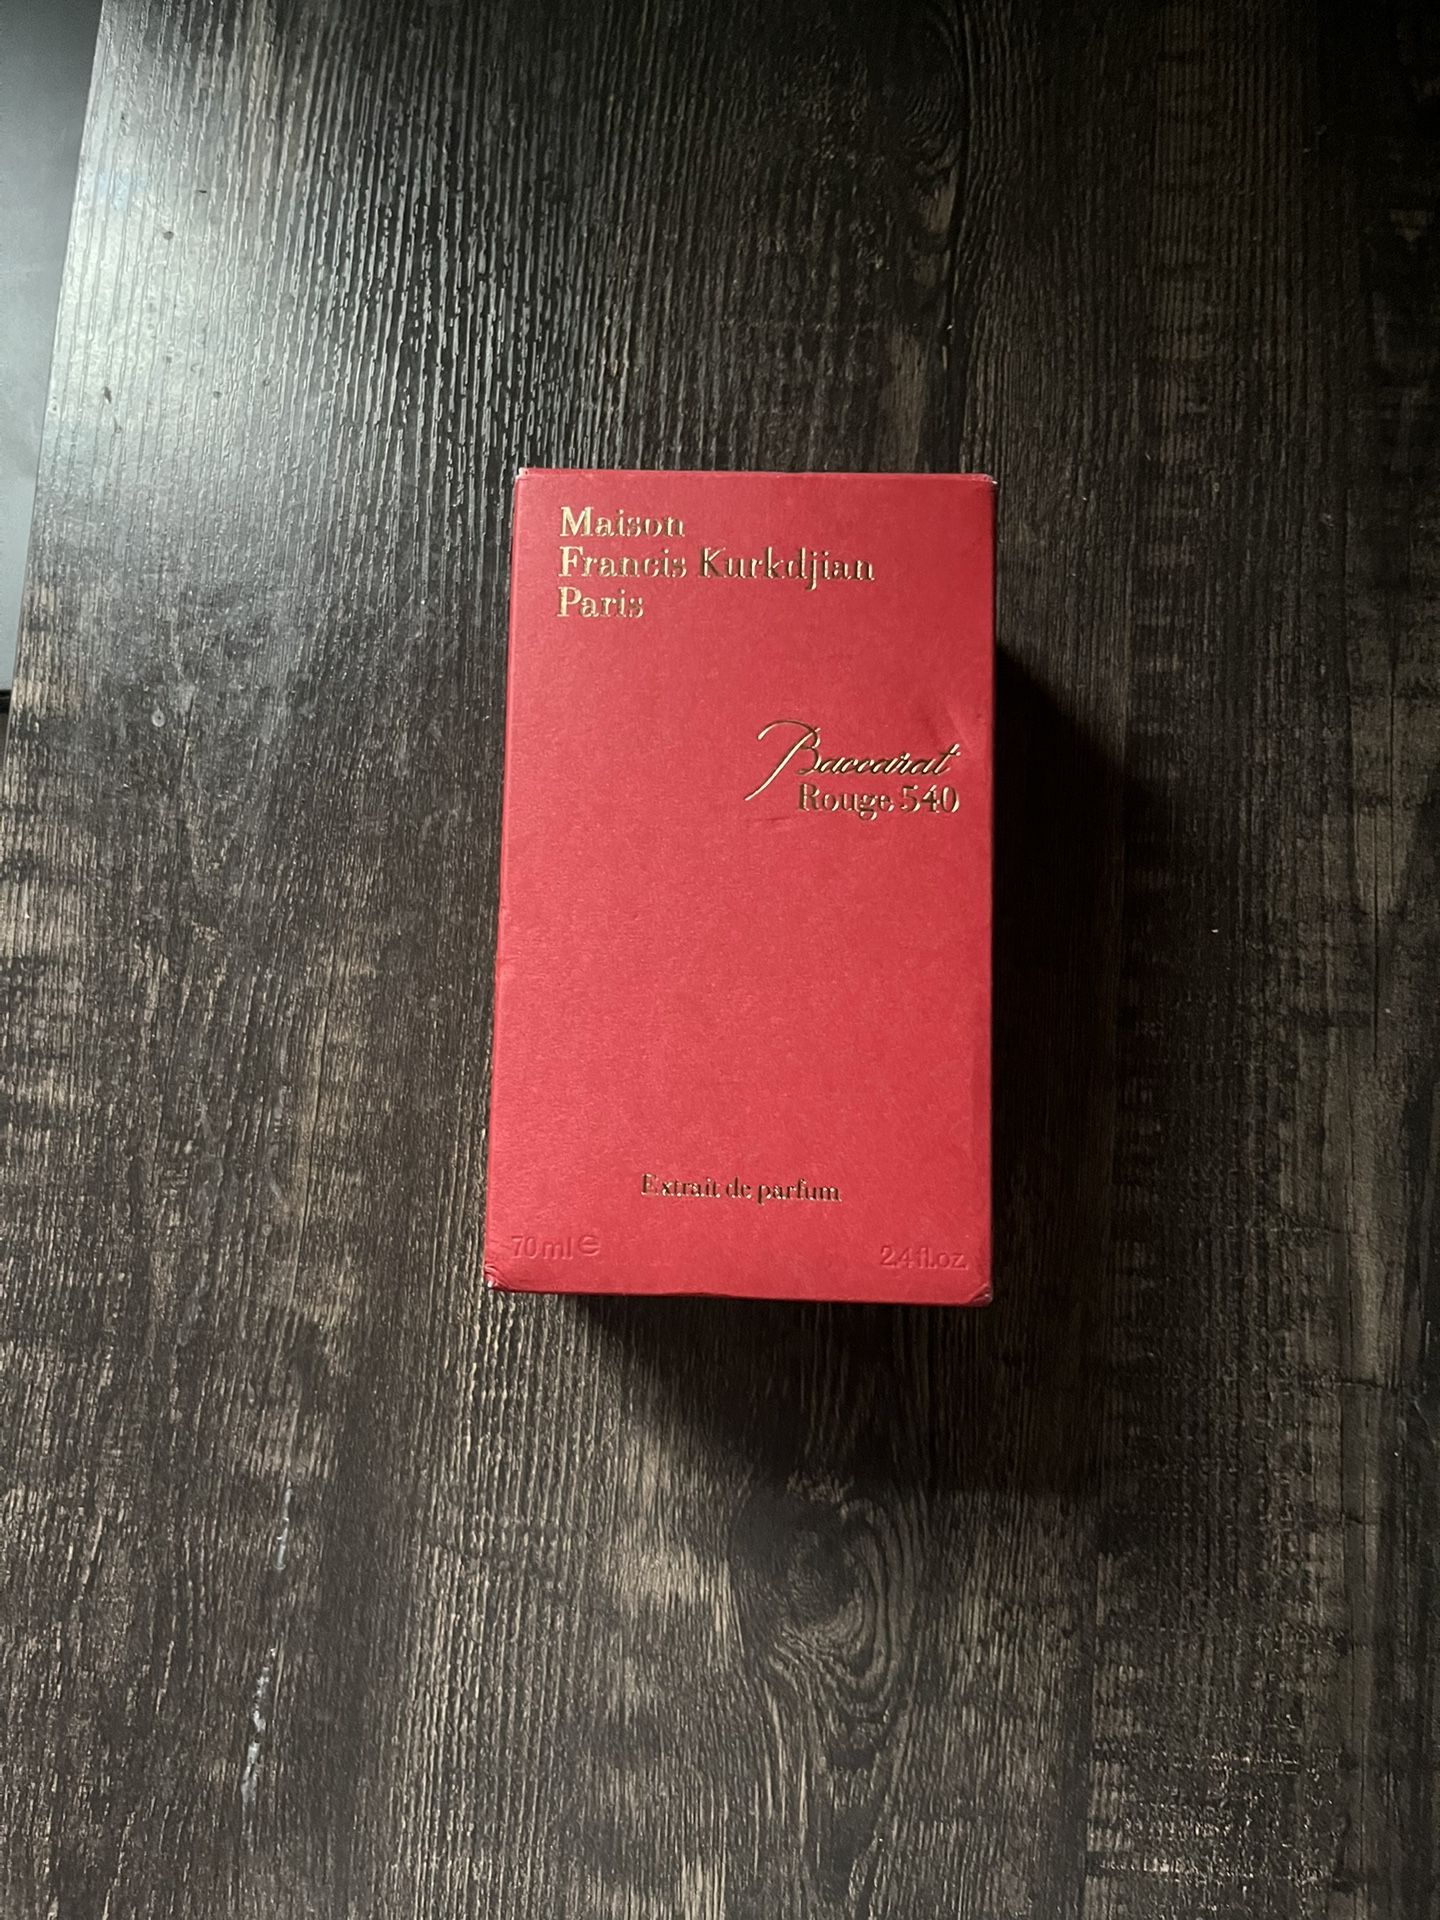 Maison
Francis Kurkdjian
Paris
Baccarat
Rouge 540
Extrait de parfum
70 ml ℮
2.4 fl.oz.